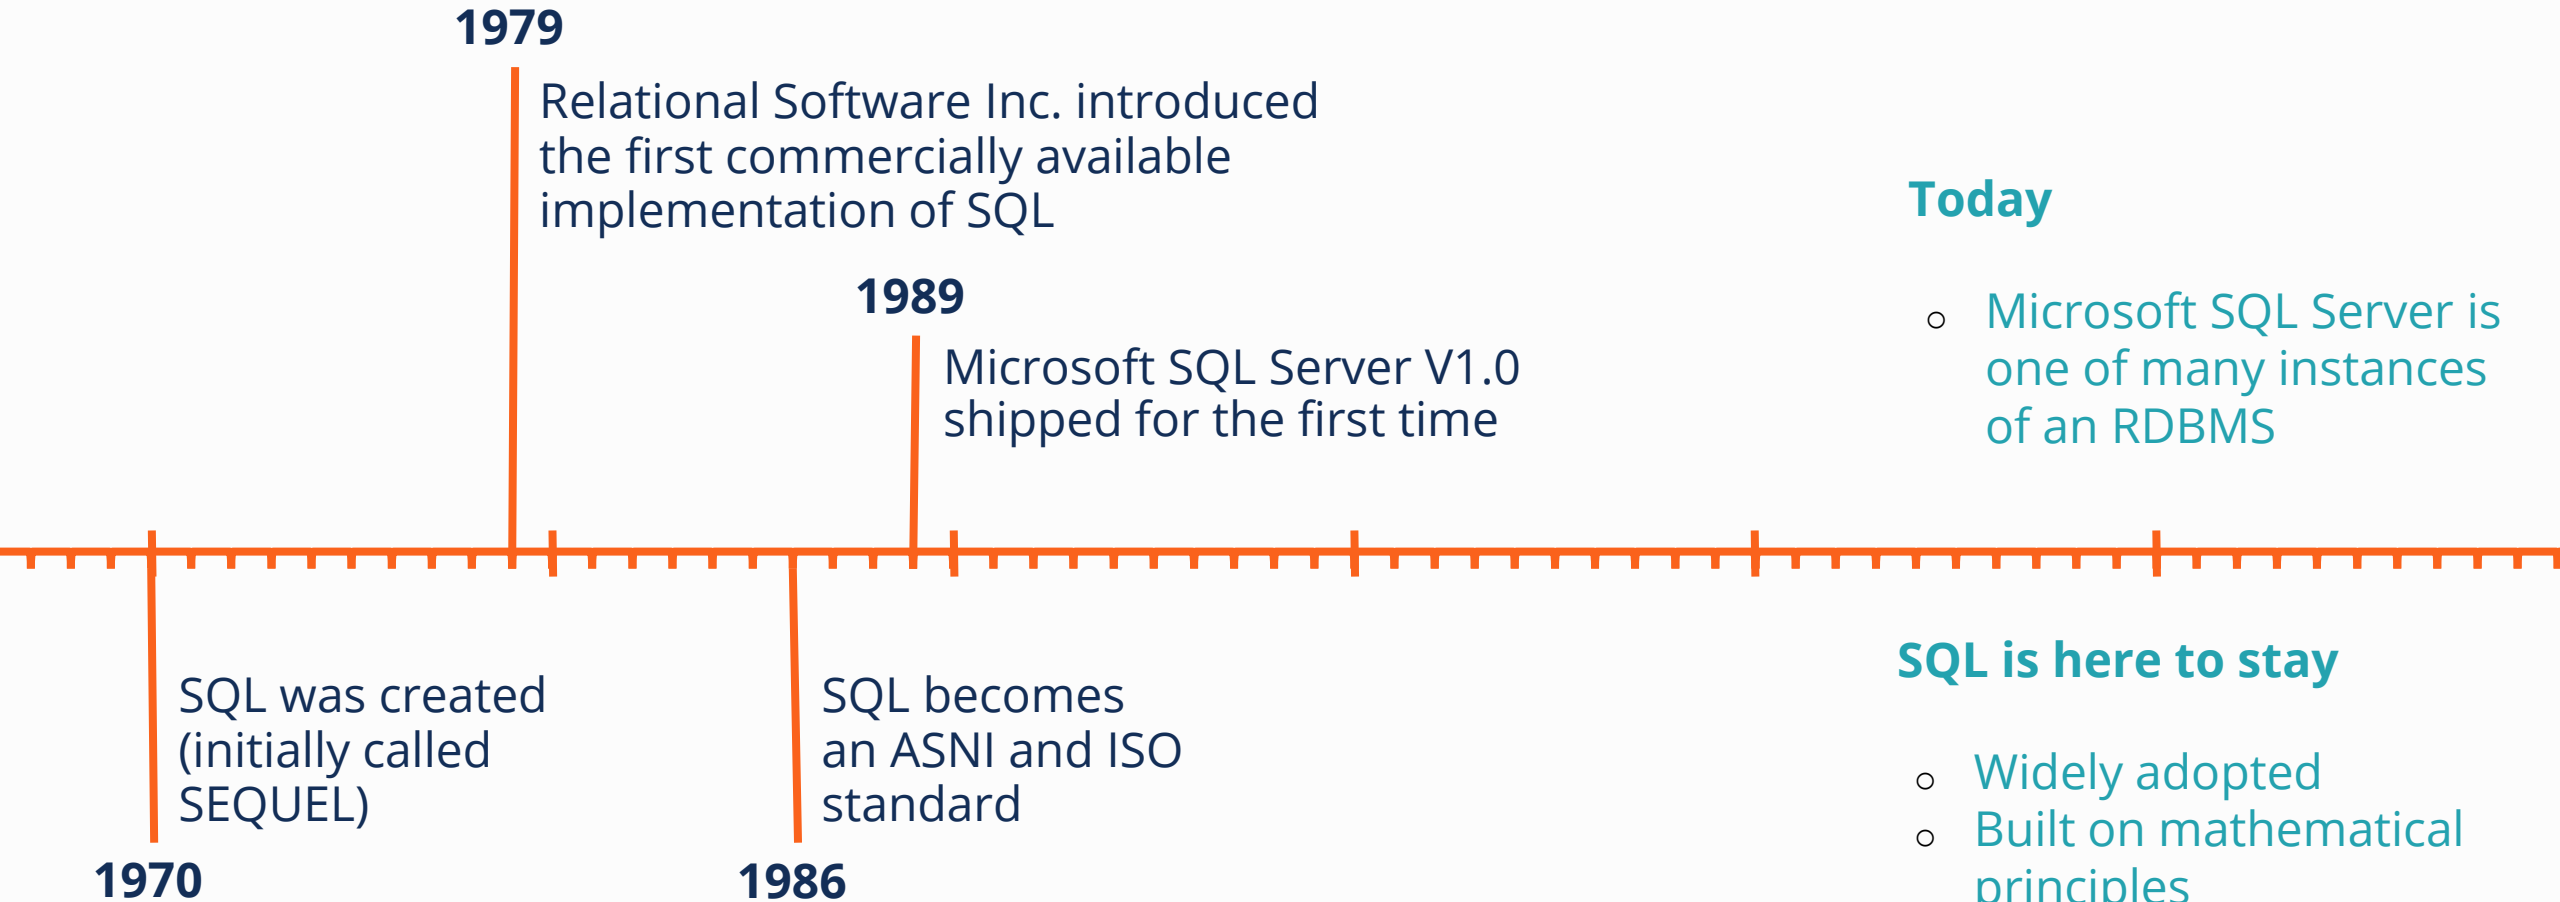 1979
Relational Software Inc. introduced
the first commercially available
implementation of SQL
1989
Microsoft SQL Server V1.0
shipped for the first time
Today
Microsoft SQL Server is
one of many instances
of an RDBMS
SQL was created
(initially called
SEQUEL)
1970
SQL becomes
an ASNI and ISO
standard
1986
SQL is here to stay
Widely adopted
Built on mathematical
principles